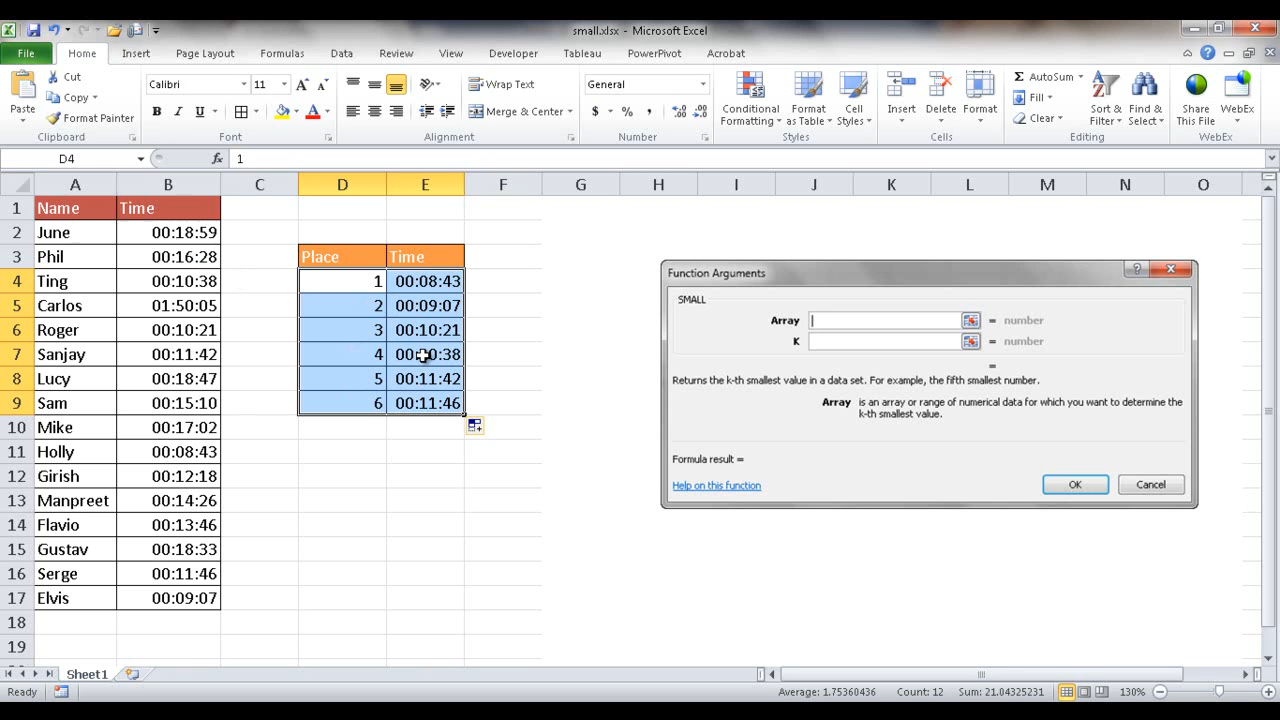 small.xlsx - Microsoft Excel
File Home Insert Page Layout Formulas Data Review View Developer Tableau PowerPivot Acrobat
Paste
Cut
Copy
Format Painter
Clipboard
Calibri 11
B I U
Font
Wrap Text
Merge & Center
Alignment
General
$ % ,
Number
Conditional Formatting
Format as Table
Cell Styles
Styles
Insert Delete Format
Cells
AutoSum
Fill
Clear
Sort & Filter
Find & Select
Editing
Share This File
WebEx
WebEx
D4 fx 1
A B C D E F G H I J K L M N O
1 Name Time
2 June 00:18:59
3 Phil 00:16:28 Place Time
4 Ting 00:10:38 1 00:08:43
5 Carlos 01:50:05 2 00:09:07
6 Roger 00:10:21 3 00:10:21
7 Sanjay 00:11:42 4 00:10:38
8 Lucy 00:18:47 5 00:11:42
9 Sam 00:15:10 6 00:11:46
10 Mike 00:17:02
11 Holly 00:08:43
12 Girish 00:12:18
13 Manpreet 00:14:26
14 Flavio 00:13:46
15 Gustav 00:18:33
16 Serge 00:11:46
17 Elvis 00:09:07
18
19
Function Arguments
SMALL
Array = number
K = number
=
Returns the k-th smallest value in a data set. For example, the fifth smallest number.
Array is an array or range of numerical data for which you want to determine the
k-th smallest value.
Formula result =
Help on this function OK Cancel
Sheet1
Ready Average: 1.75360436 Count: 12 Sum: 21.04325231 130%